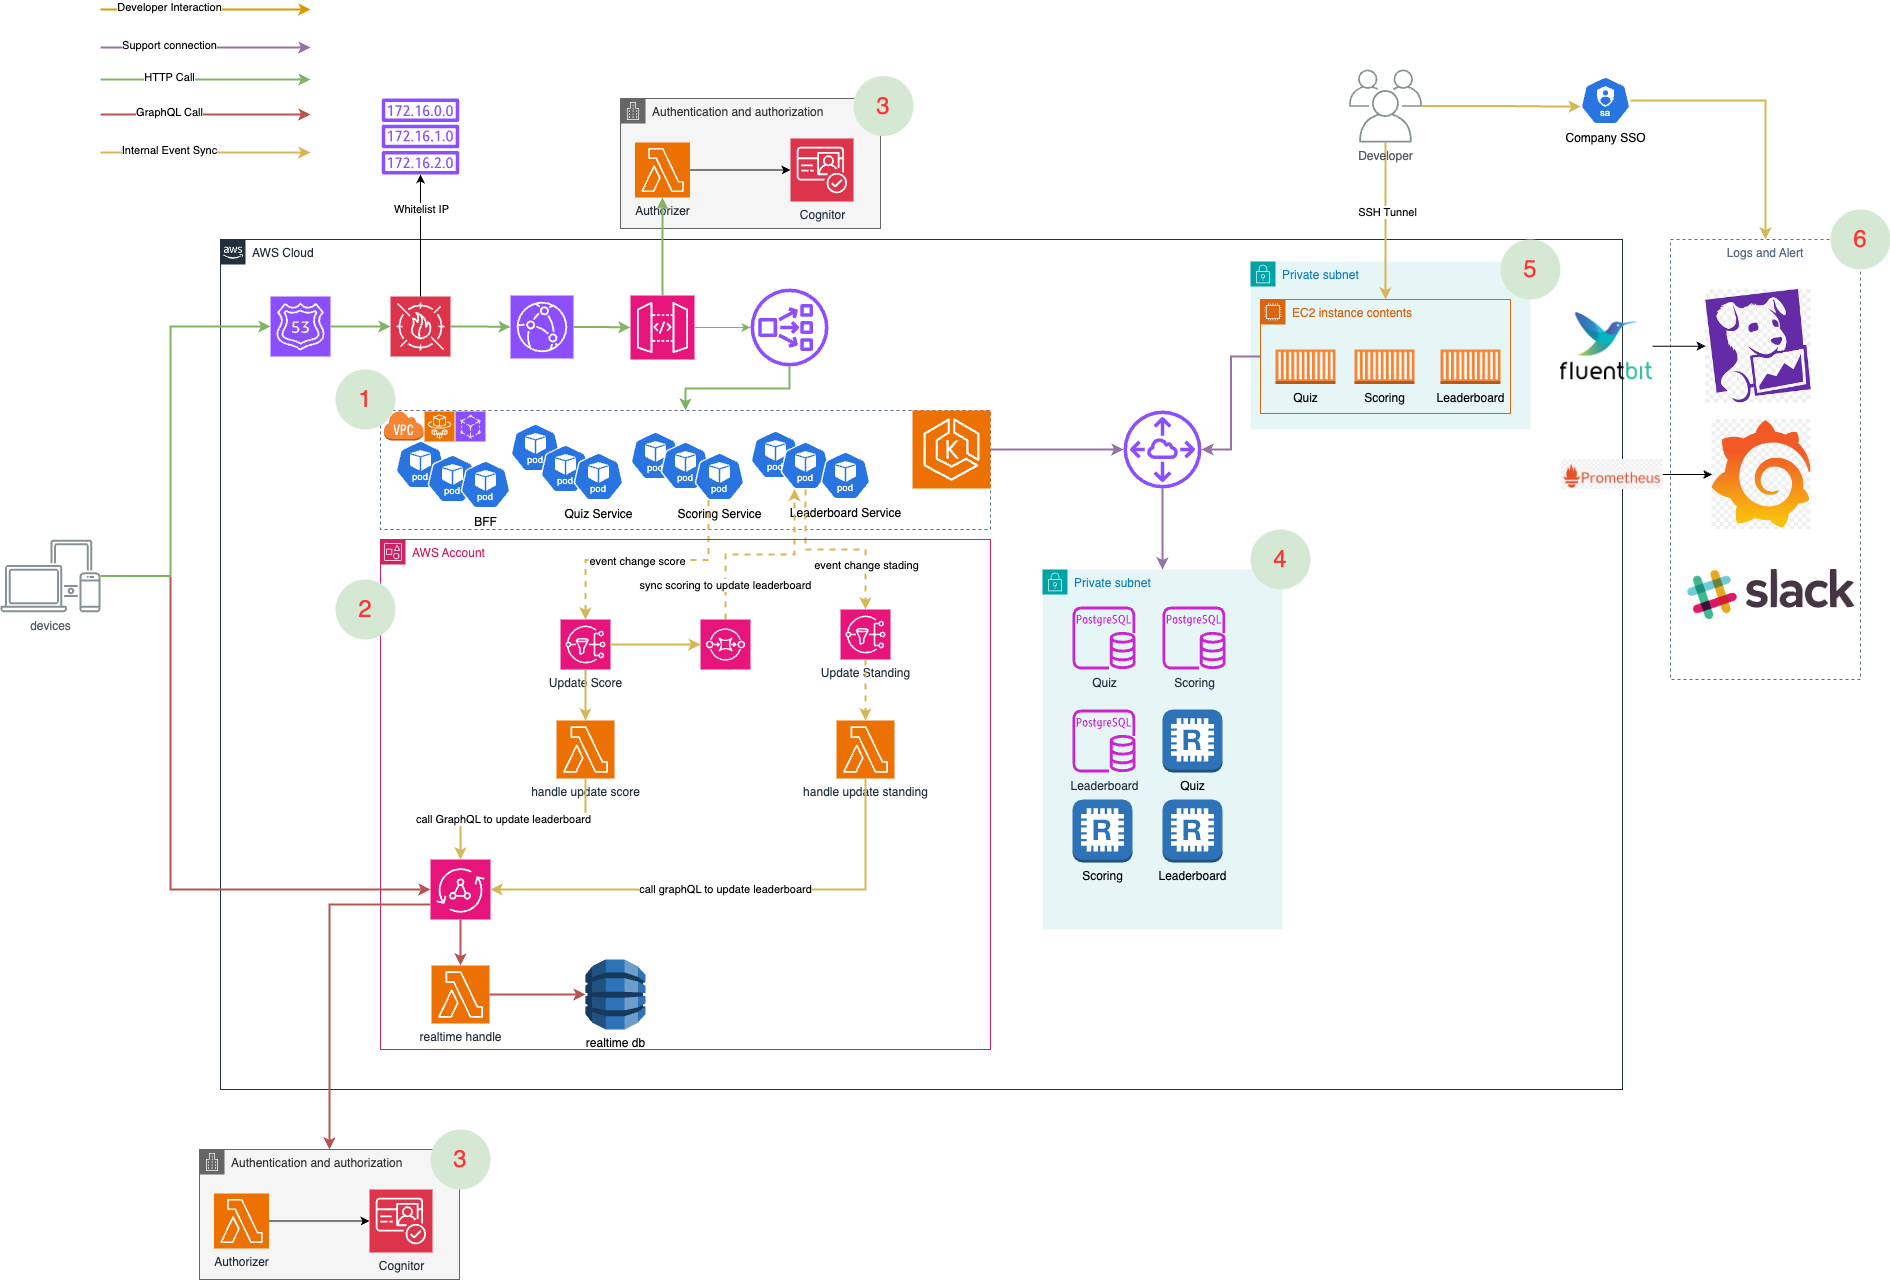 Developer Interaction
Support connection
HTTP Call
GraphQL Call
Internal Event Sync
172.16.0.0
172.16.1.0
172.16.2.0
Whitelist IP
Authentication and authorization
3
Authorizer
Cognitor
Developer
sa
Company SSO
SSH Tunnel
aws
AWS Cloud
53
</>
Private subnet
5
EC2 instance contents
Quiz
Scoring
Leaderboard
6
Logs and Alert
fluentbit
Prometheus
slack
1
VPC
pod
pod
pod
BFF
pod
pod
pod
Quiz Service
pod
pod
pod
Scoring Service
pod
pod
pod
Leaderboard Service
K
2
AWS Account
event change score
sync scoring to update leaderboard
event change stading
Update Score
Update Standing
handle update score
handle update standing
call GraphQL to update leaderboard
call graphQL to update leaderboard
realtime handle
realtime db
devices
4
Private subnet
PostgreSQL
Quiz
PostgreSQL
Scoring
PostgreSQL
Leaderboard
R
Quiz
R
Scoring
R
Leaderboard
Authentication and authorization
3
Authorizer
Cognitor